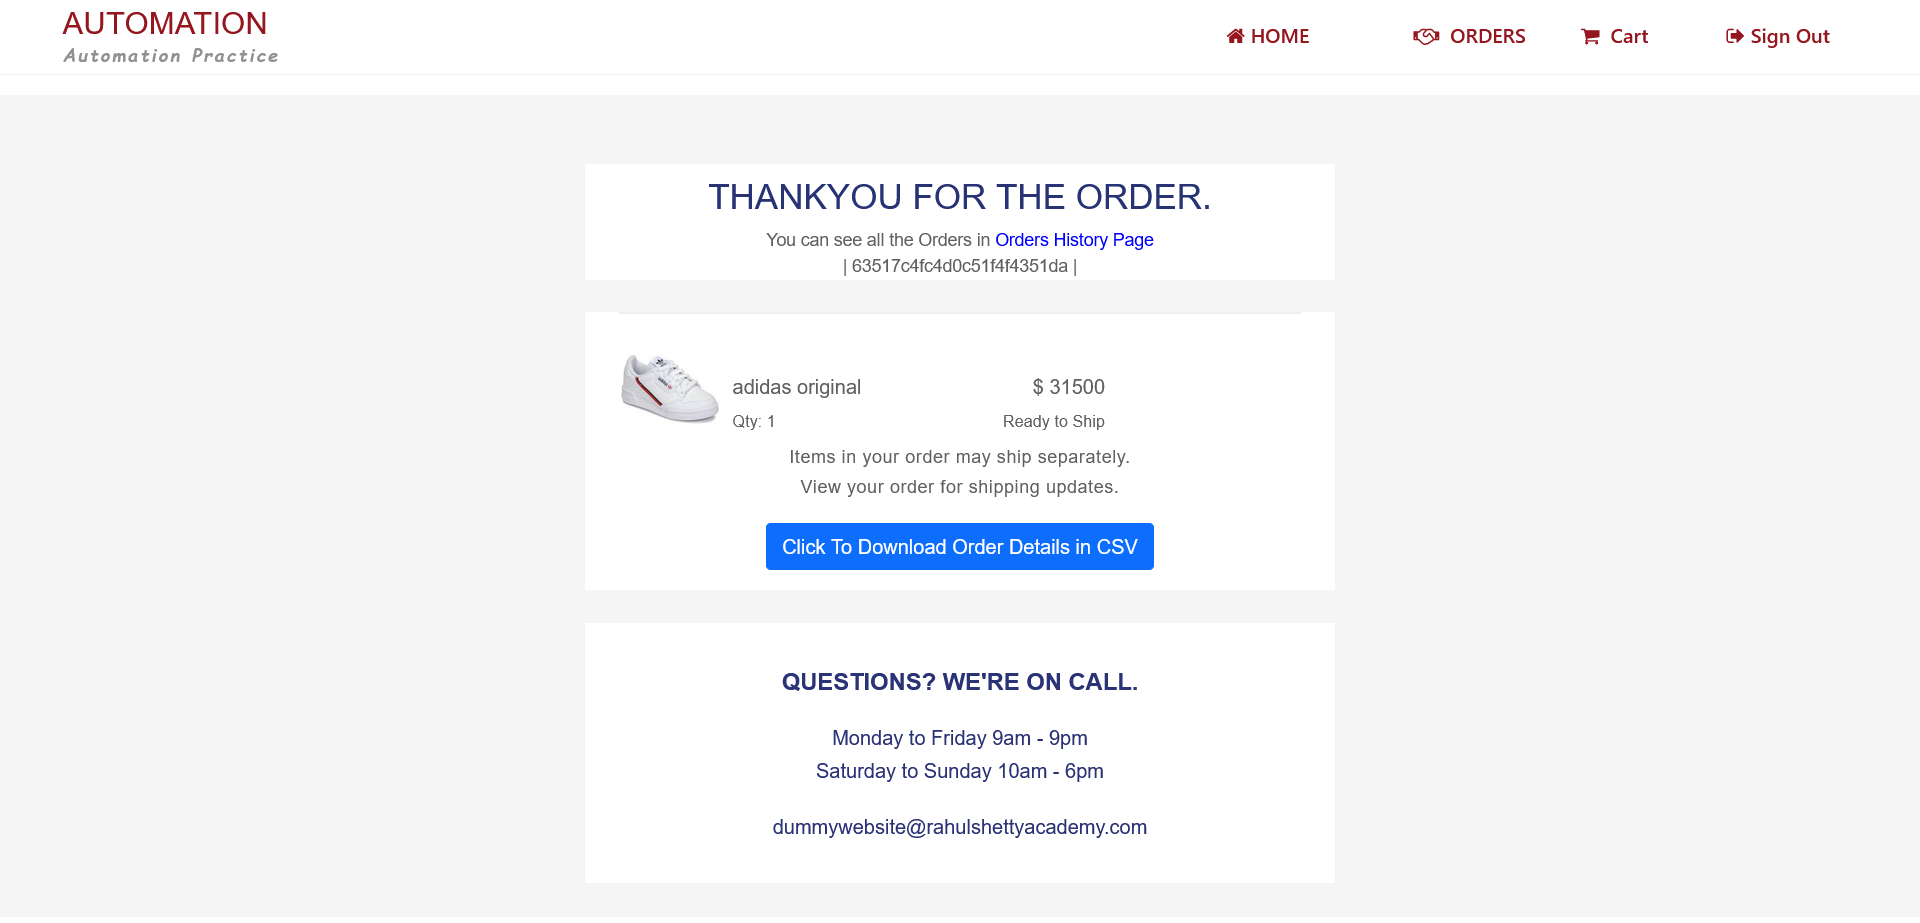 AUTOMATION
Automation Practice
HOME
ORDERS
Cart
Sign Out
THANKYOU FOR THE ORDER.
You can see all the Orders in Orders History Page
| 63517c4fc4d0c51f4f4351da |
adidas original
$ 31500
Qty: 1
Ready to Ship
Items in your order may ship separately.
View your order for shipping updates.
Click To Download Order Details in CSV
QUESTIONS? WE'RE ON CALL.
Monday to Friday 9am - 9pm
Saturday to Sunday 10am - 6pm
dummywebsite@rahulshettyacademy.com